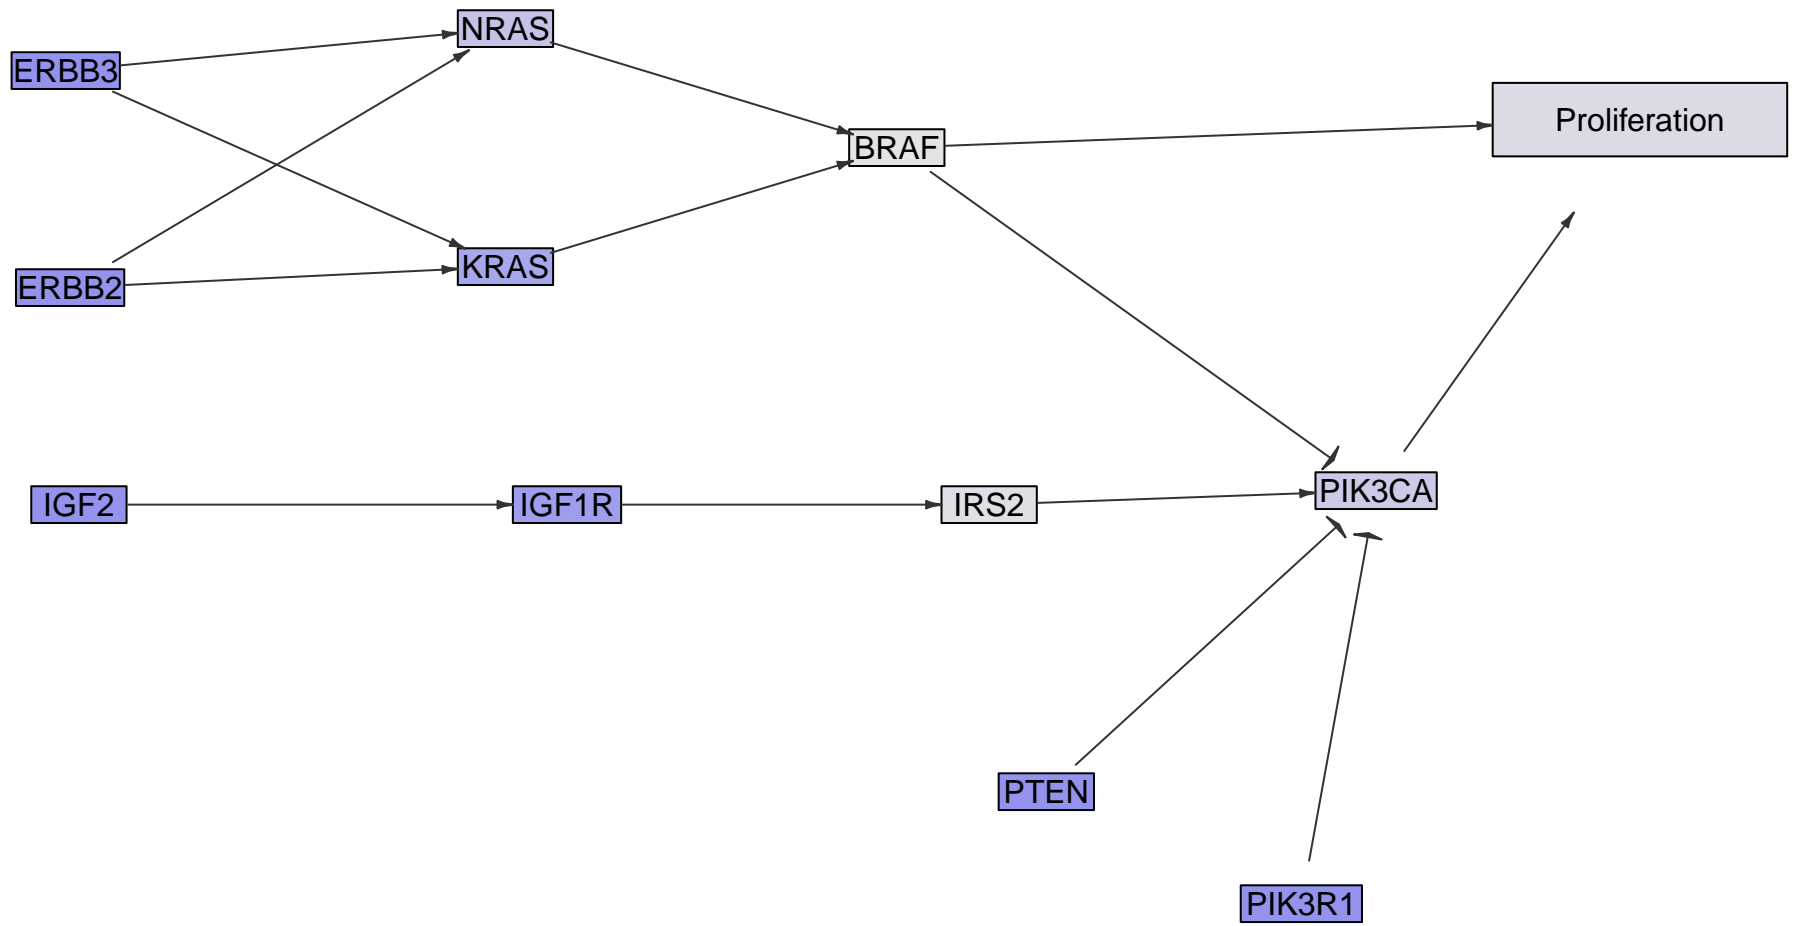 NRAS
ERBB3
Proliferation
BRAF
KRAS
ERBB2
PIK3CA
IGF2
IGF1R
IRS2
PTEN
PIK3R1